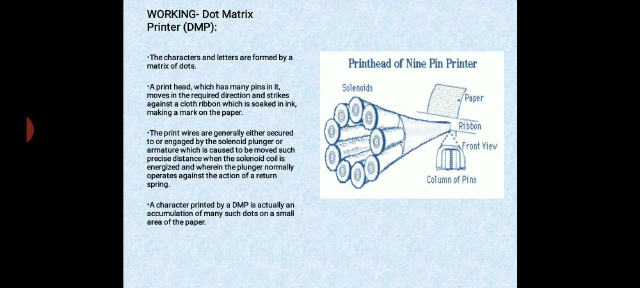 WORKING- Dot Matrix
Printer (DMP):
•The characters and letters are formed by a
matrix of dots.
•A print head, which has many pins in it,
moves in the required direction and strikes
against a cloth ribbon which is soaked in ink,
making a mark on the paper.
•The print wires are generally either secured
to or engaged by the solenoid plunger or
armature which is caused to be moved such
precise distance when the solenoid coil is
energized and wherein the plunger normally
operates against the action of a return
spring.
•A character printed by a DMP is actually an
accumulation of many such dots on a small
area of the paper.
Printhead of Nine Pin Printer
Solenoids
Paper
Ribbon
Front View
Column of Pins